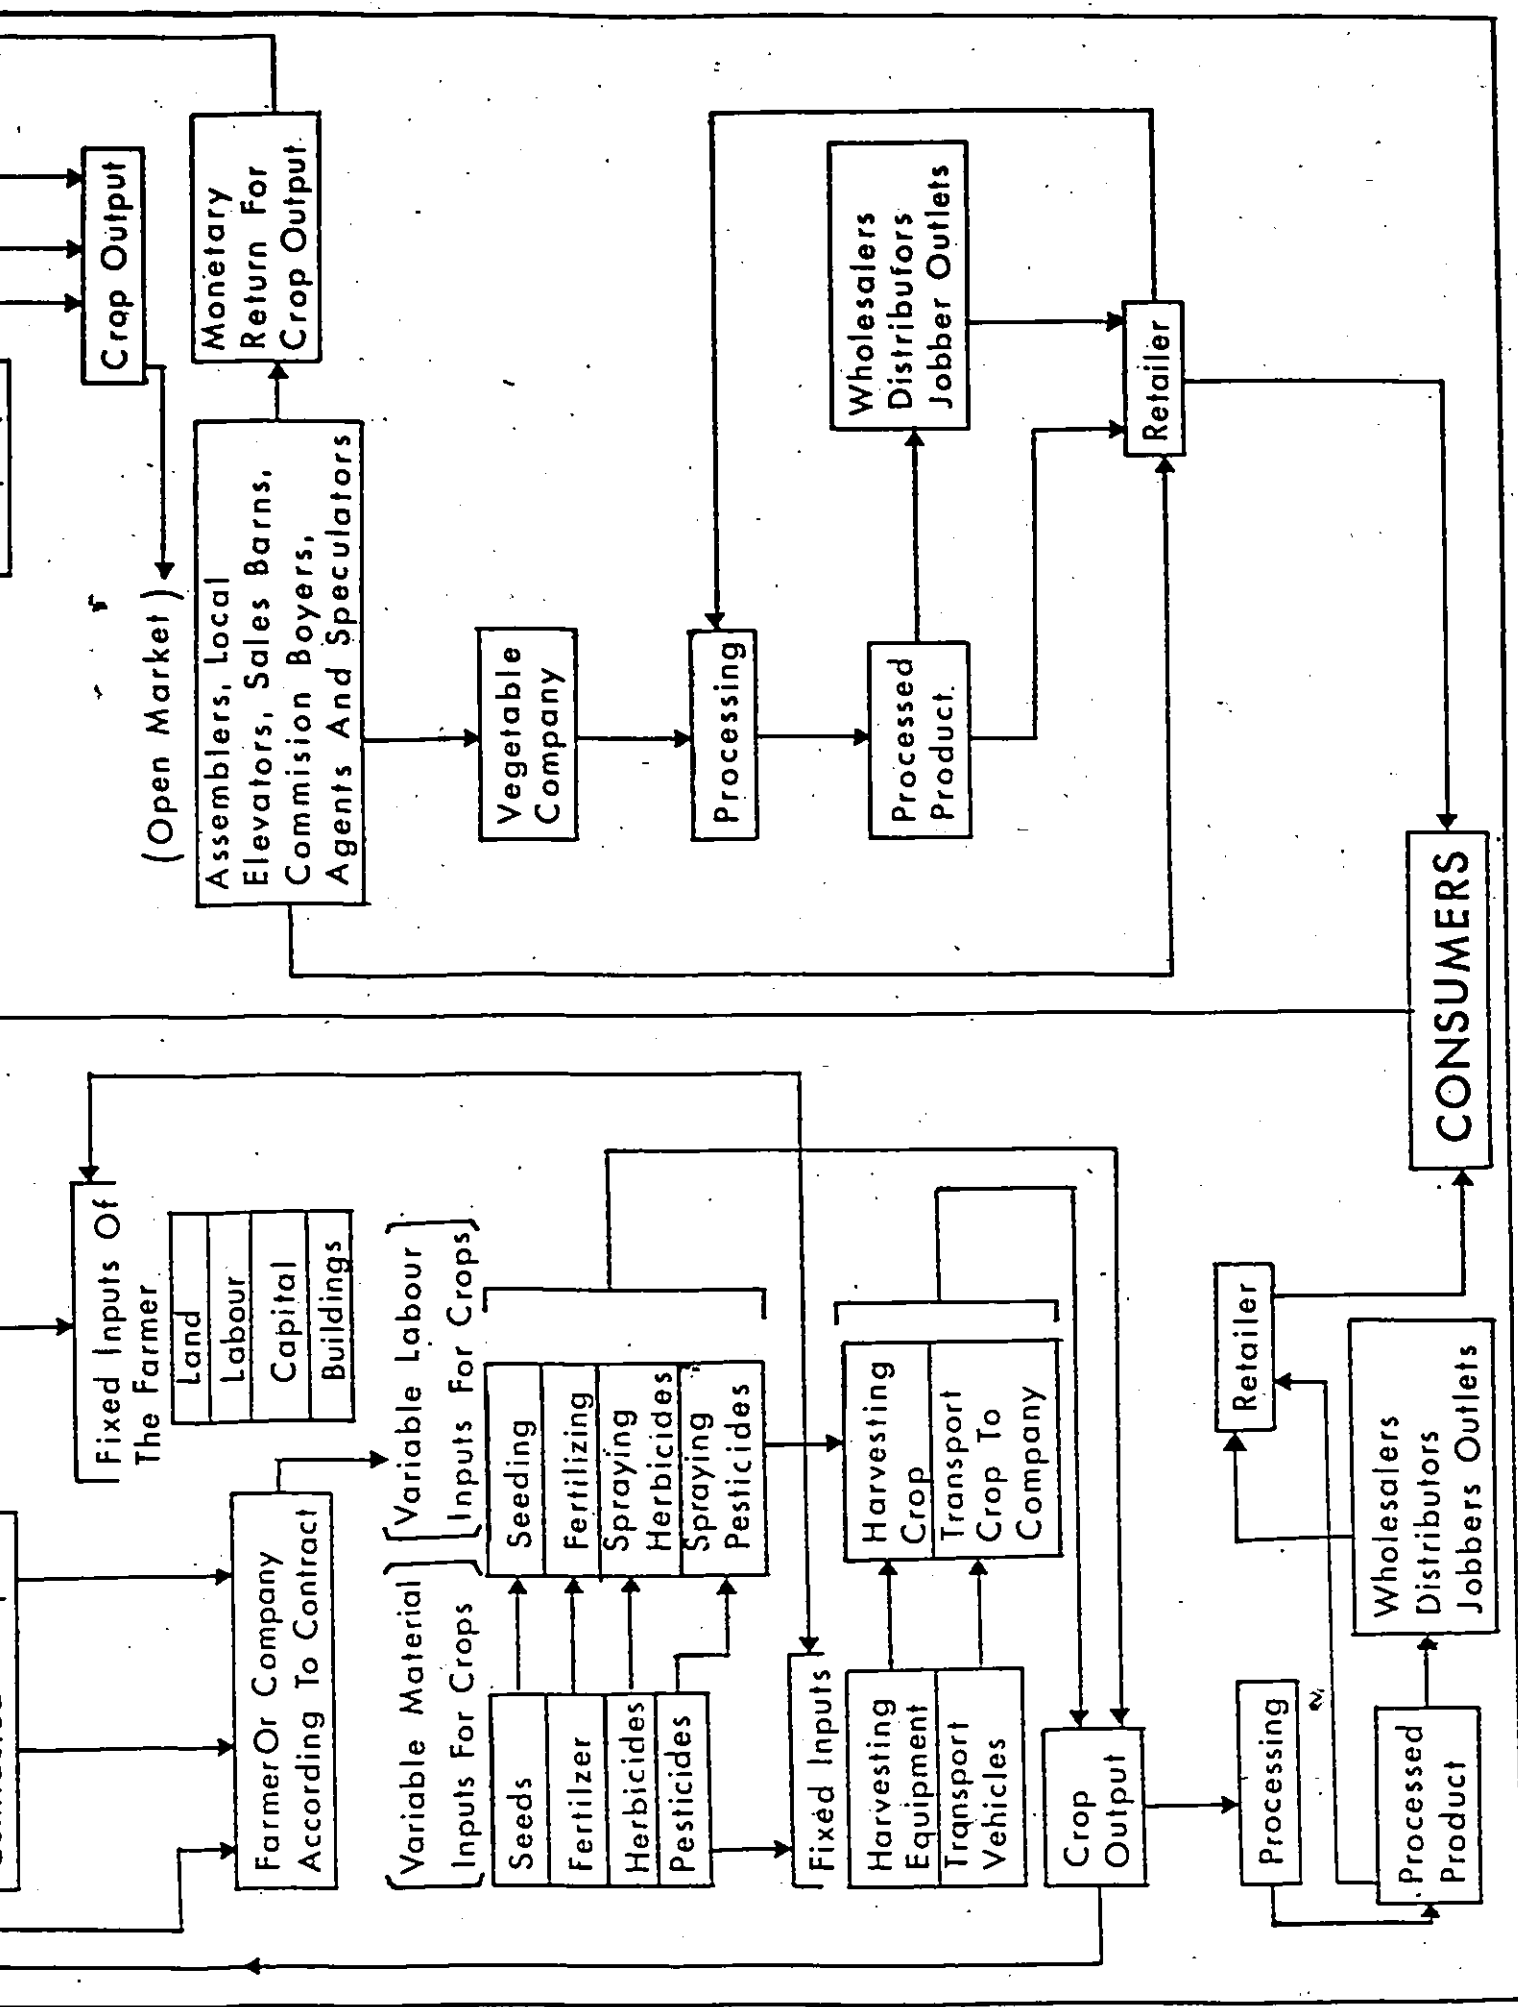 Fixed Inputs Of
The Farmer
Land
Labour
Capital
Buildings
Farmer Or Company
According To Contract
Variable Material
Inputs For Crops
Variable Labour
Inputs For Crops
Seeds
Fertilzer
Herbicides
Pesticides
Seeding
Fertilizing
Spraying
Herbicides
Spraying
Pesticides
Fixed Inputs
Harvesting
Equipment
Transport
Vehicles
Harvesting
Crop
Transport
Crop To
Company
Crop
Output
Processing
Processed
Product
Wholesalers
Distributors
Jobbers Outlets
Retailer
CONSUMERS
Crop Output
(Open Market)
Assemblers, Local
Elevators, Sales Barns,
Commision Boyers,
Agents And Speculators
Monetary
Return For
Crop Output
Vegetable
Company
Processing
Processed
Product.
Wholesalers
Distributors
Jobber Outlets
Retailer